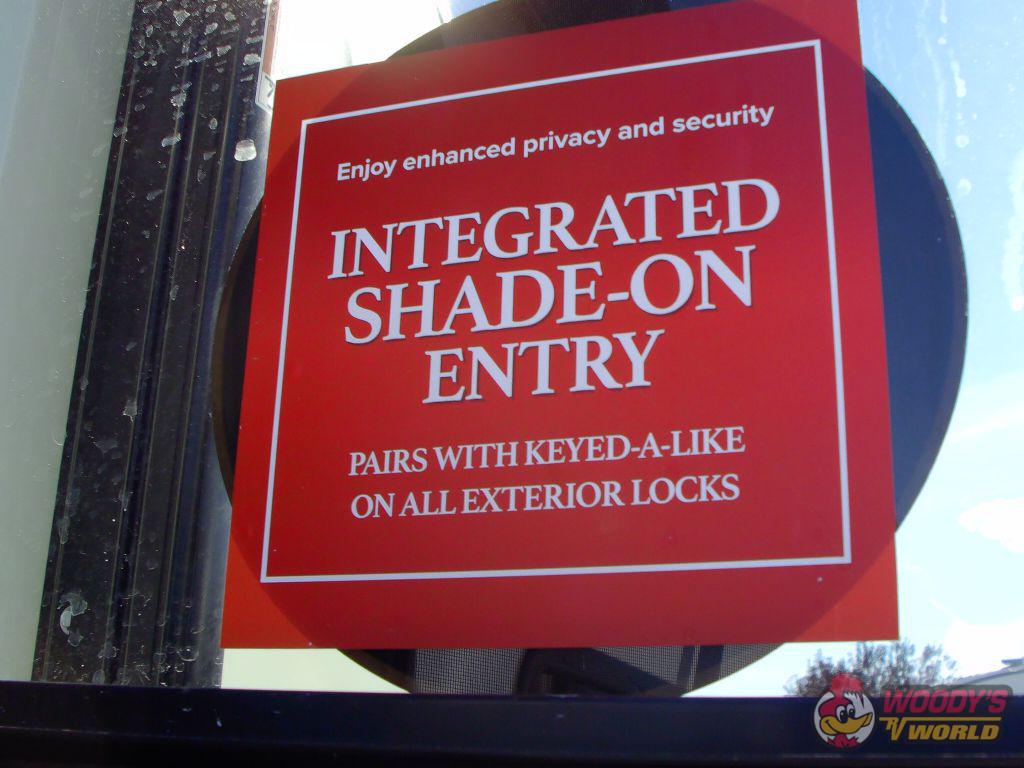 Enjoy enhanced privacy and security
INTEGRATED
SHADE-ON
ENTRY
PAIRS WITH KEYED-A-LIKE
ON ALL EXTERIOR LOCKS
WOODY'S
RV WORLD